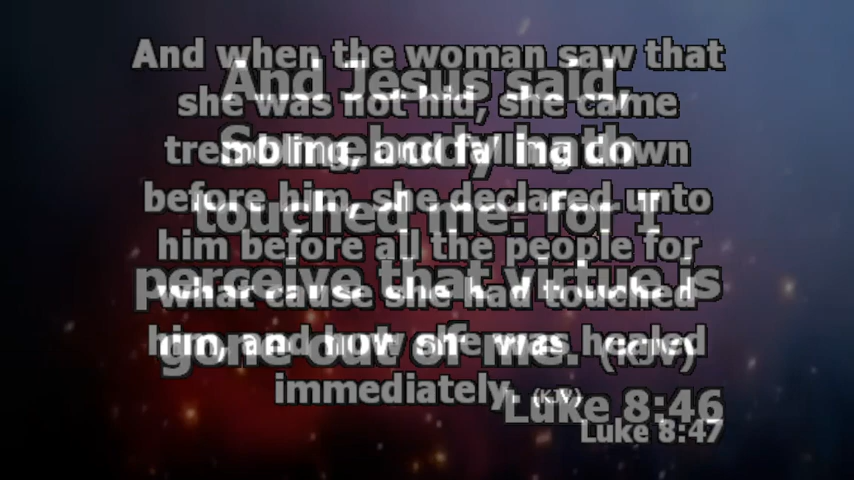 And Jesus said,
Somebody hath
touched me: for I
perceive that virtue is
gone out of me. (KJV)
Luke 8:46
And when the woman saw that
she was not hid, she came
trembling, and falling down
before him, she declared unto
him before all the people for
what cause she had touched
him, and how she was healed
immediately. (KJV)
Luke 8:47